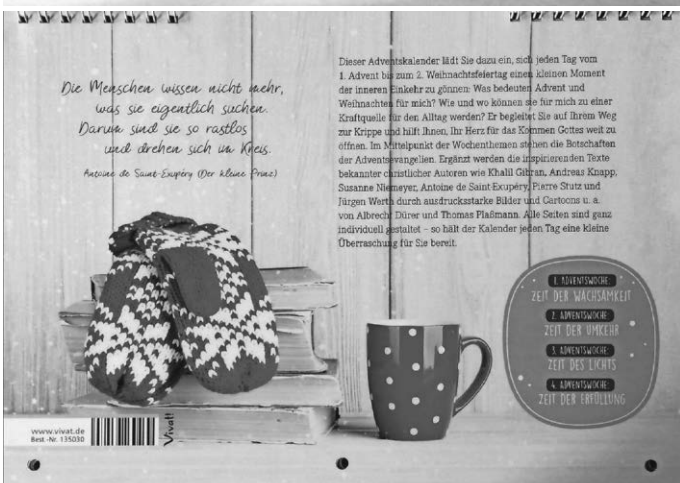 Die Menschen wissen nicht mehr,
was sie eigentlich suchen.
Darum sind sie so rastlos
und drehen sich im Kreis.
Antoine de Saint-Exupéry (Der kleine Prinz)
Dieser Adventskalender lädt Sie dazu ein, sich jeden Tag vom
1. Advent bis zum 2. Weihnachtsfeiertag einen kleinen Moment
der inneren Einkehr zu gönnen: Was bedeuten Advent und
Weihnachten für mich? Wie und wo können sie für mich zu einer
Kraftquelle für den Alltag werden? Er begleitet Sie auf Ihrem Weg
zur Krippe und hilft Ihnen, Ihr Herz für das Kommen Gottes weit zu
öffnen. Im Mittelpunkt der Wochenthemen stehen die Botschaften
der Adventsevangelien. Ergänzt werden die inspirierenden Texte
bekannter christlicher Autoren wie Khalil Gibran, Andreas Knapp,
Susanne Niemeyer, Antoine de Saint Exupéry, Pierre Stutz und
Jürgen Werth durch ausdrucksstarke Bilder und Cartoons u. a.
von Albrecht Dürer und Thomas Plaßmann. Alle Seiten sind ganz
individuell gestaltet – so hält der Kalender jeden Tag eine kleine
Überraschung für Sie bereit.
1. ADVENTSWOCHE:
ZEIT DER WACHSAMKEIT
2. ADVENTSWOCHE:
ZEIT DER UMKEHR
3. ADVENTSWOCHE:
ZEIT DES LICHTS
4. ADVENTSWOCHE:
ZEIT DER ERFÜLLUNG
www.vivat.de
Best.-Nr. 135030
Vivat!